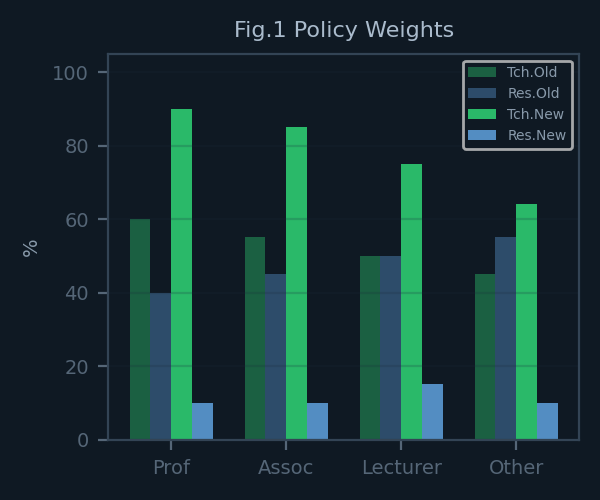 Fig.1 Policy Weights
100
80
60
40
20
0
%
Tch.Old
Res.Old
Tch.New
Res.New
Prof
Assoc
Lecturer
Other